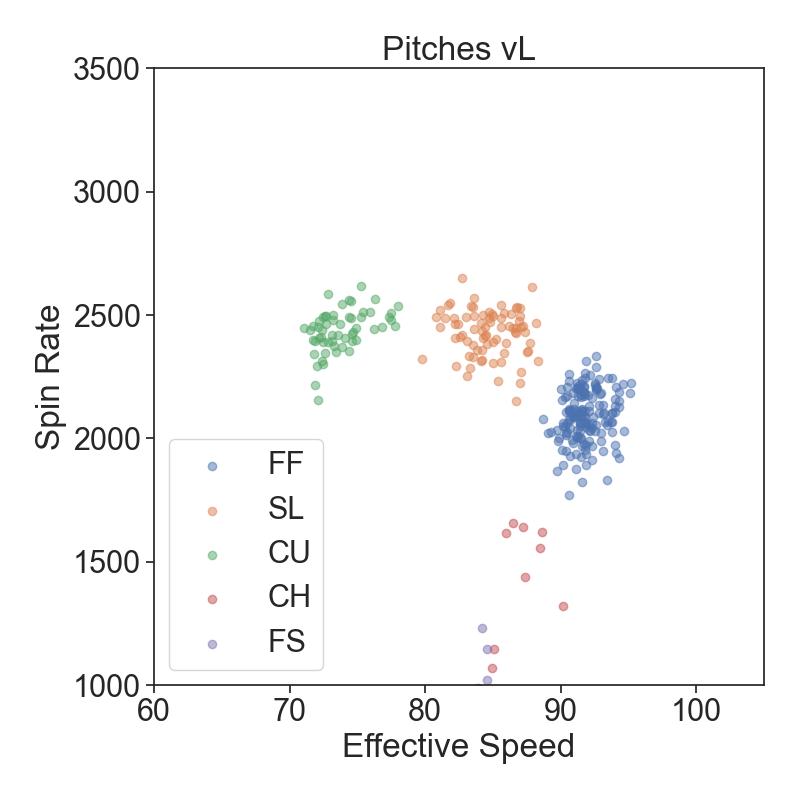 Pitches vL
3500
3000
2500
2000
1500
1000
Spin Rate
FF
SL
CU
CH
FS
60 70 80 90 100
Effective Speed